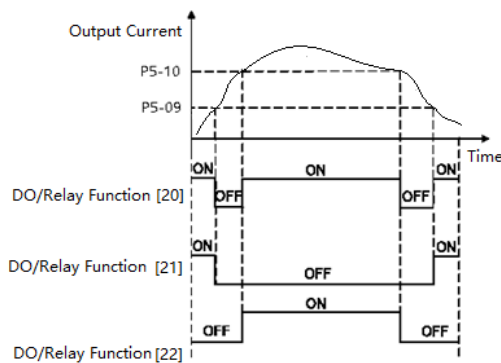 Output Current
P5-10
P5-09
Time
ON ON ON
DO/Relay Function [20]
OFF OFF
ON ON
DO/Relay Function [21]
OFF
ON
OFF OFF
DO/Relay Function [22]